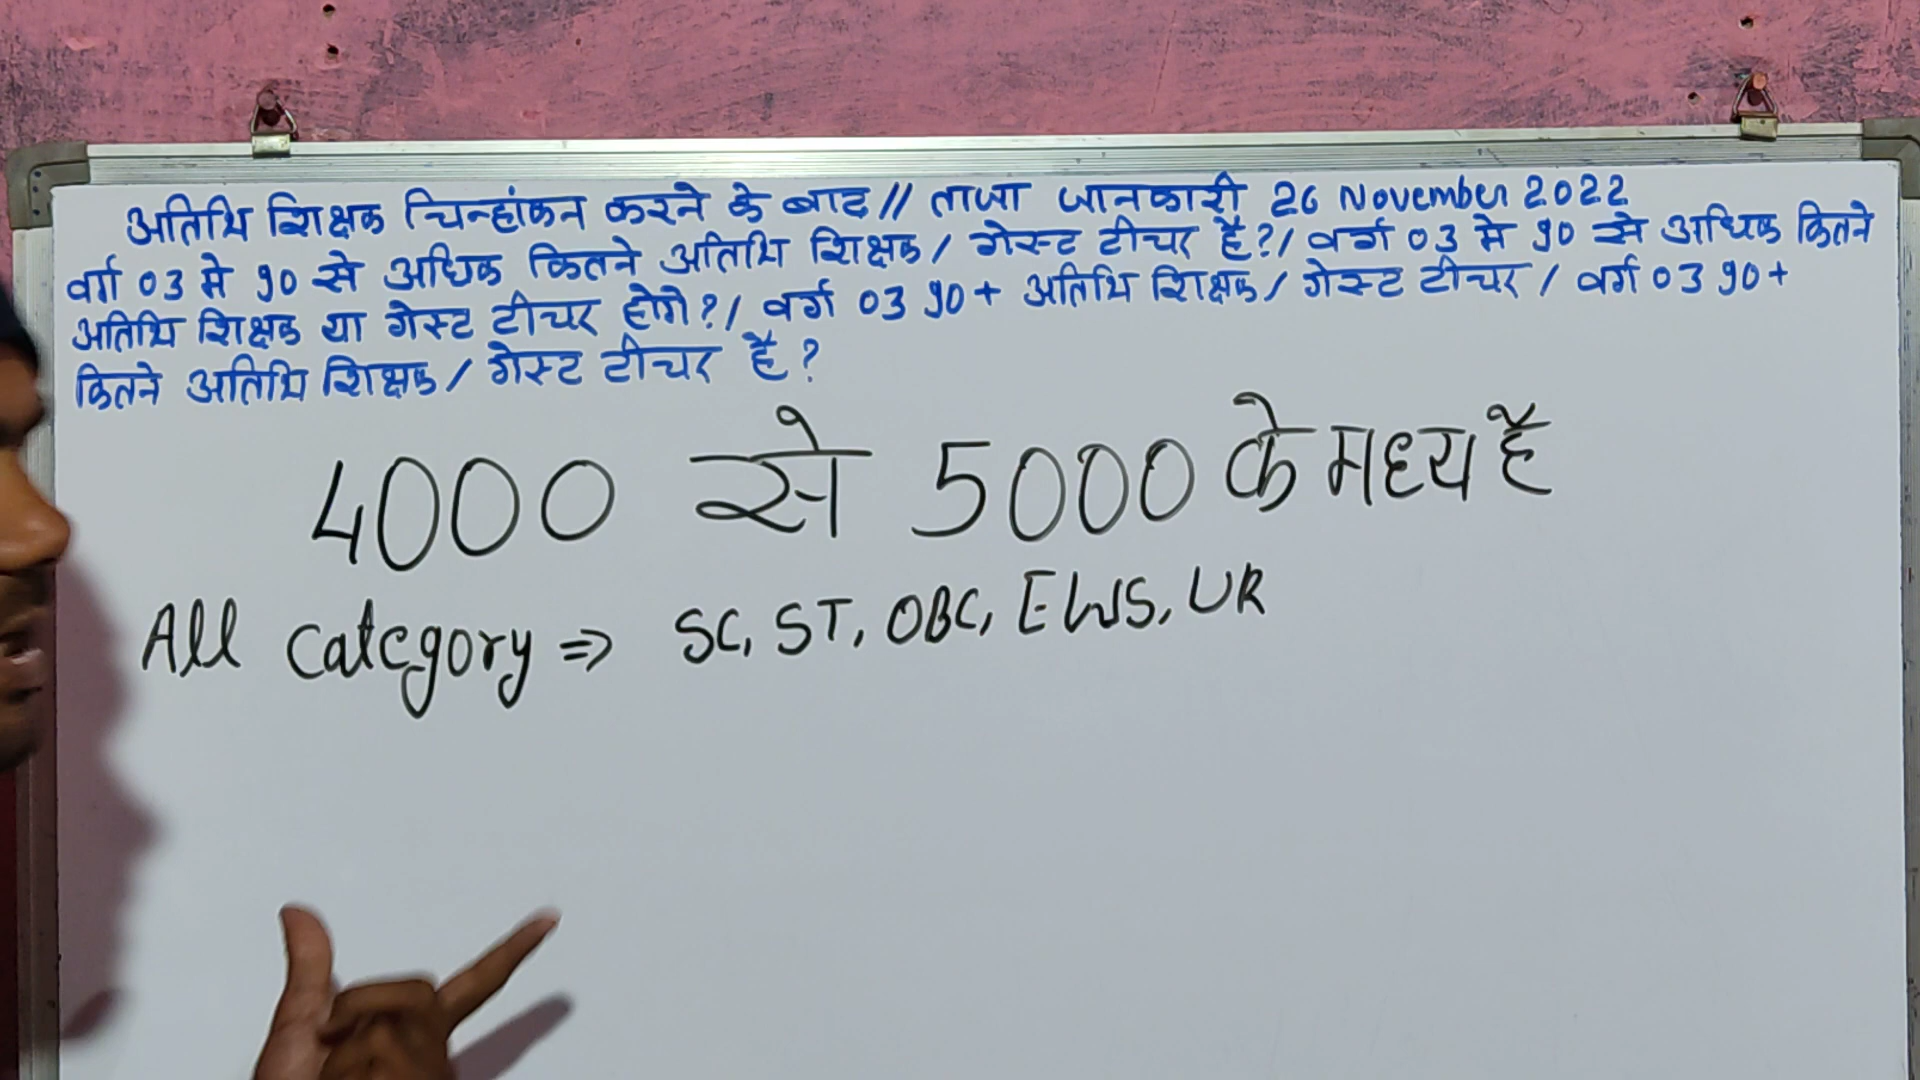 अतिथि शिक्षक चिन्हांकन करने के बाद // ताजा जानकारी 26 November 2022
वर्ग 03 मे 90 से अधिक कितने अतिथि शिक्षक / गेस्ट टीचर है? / वर्ग 03 मे 90 से अधिक कितने
अतिथि शिक्षक या गेस्ट टीचर होगे? / वर्ग 03 90+ अतिथि शिक्षक / गेस्ट टीचर / वर्ग 03 90+
कितने अतिथि शिक्षक / गेस्ट टीचर है?
4000 से 5000 के मध्य है
All category ⇒ SC, ST, OBC, EWS, UR